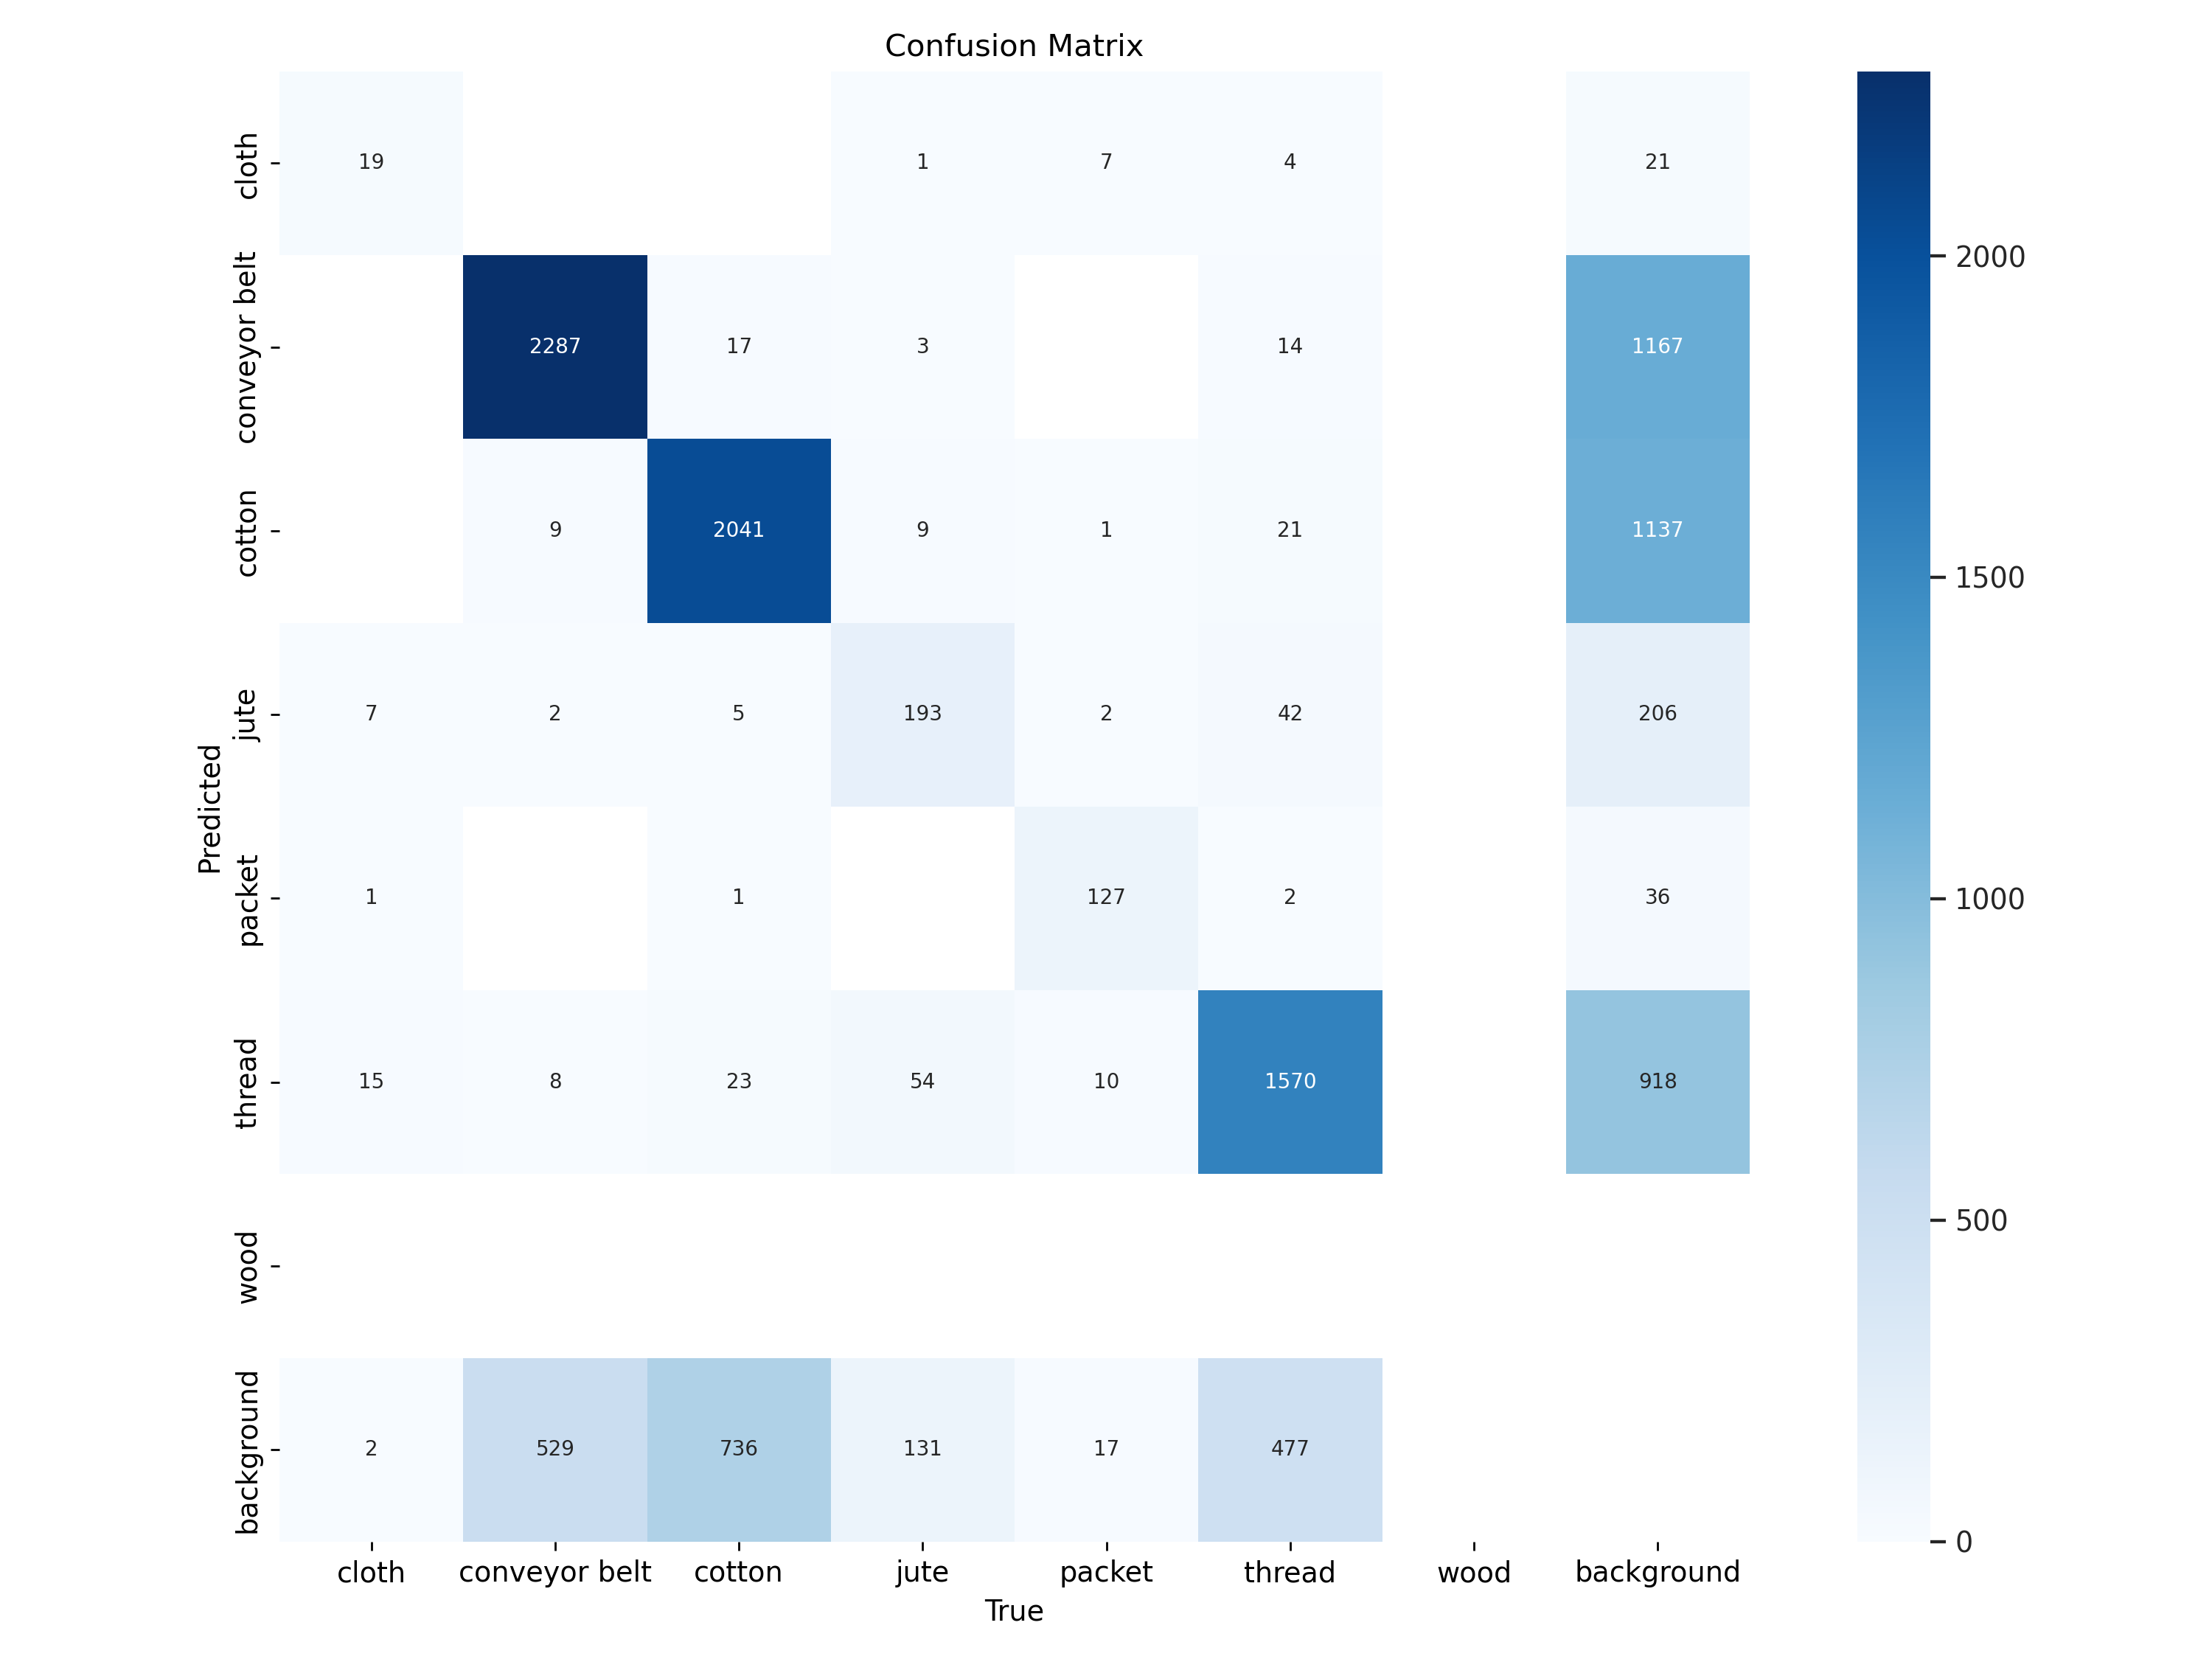 Confusion Matrix
cloth 19 1 7 4 21
conveyor belt 2287 17 3 14 1167
2000
cotton 9 2041 9 1 21 1137
1500
jute 7 2 5 193 2 42 206
Predicted
packet 1 1 127 2 36
1000
thread 15 8 23 54 10 1570 918
500
wood
background 2 529 736 131 17 477
0
cloth conveyor belt cotton jute packet thread wood background
True